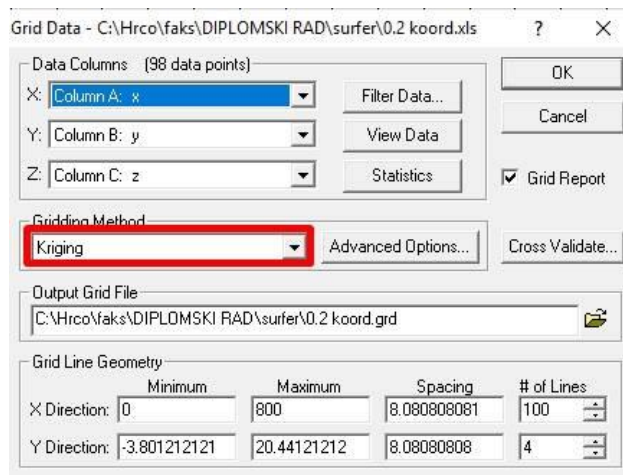 Grid Data - C:\Hrco\faks\DIPLOMSKI RAD\surfer\0.2 koord.xls ? ×
Data Columns (98 data points)
X: Column A: x
Filter Data...
Y: Column B: y
View Data
Z: Column C: z
Statistics
OK
Cancel
Grid Report
Gridding Method
Kriging
Advanced Options...
Cross Validate...
Output Grid File
C:\Hrco\faks\DIPLOMSKI RAD\surfer\0.2 koord.grd
Grid Line Geometry
Minimum Maximum Spacing # of Lines
X Direction: 0 800 8.080808081 100
Y Direction: -3.801212121 20.44121212 8.08080808 4